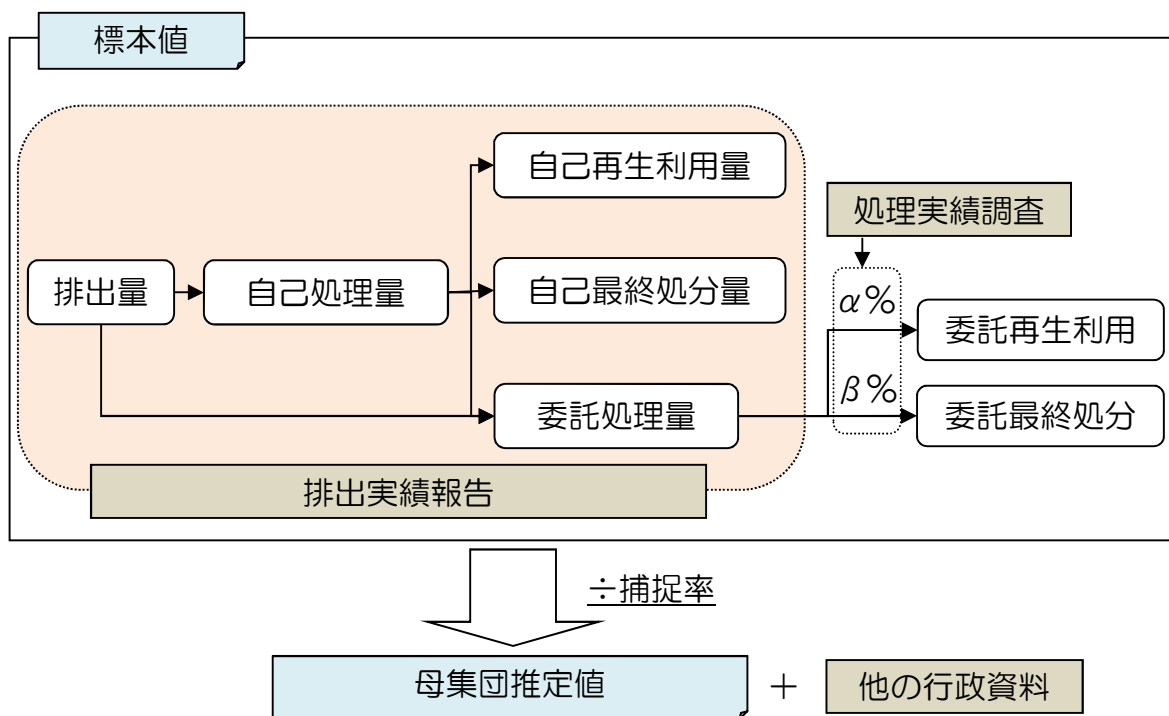 標本値
自己再生利用量
処理実績調査
排出量
自己処理量
自己最終処分量
α%
委託再生利用
β%
委託処理量
委託最終処分
排出実績報告
÷捕捉率
母集団推定値
+
他の行政資料